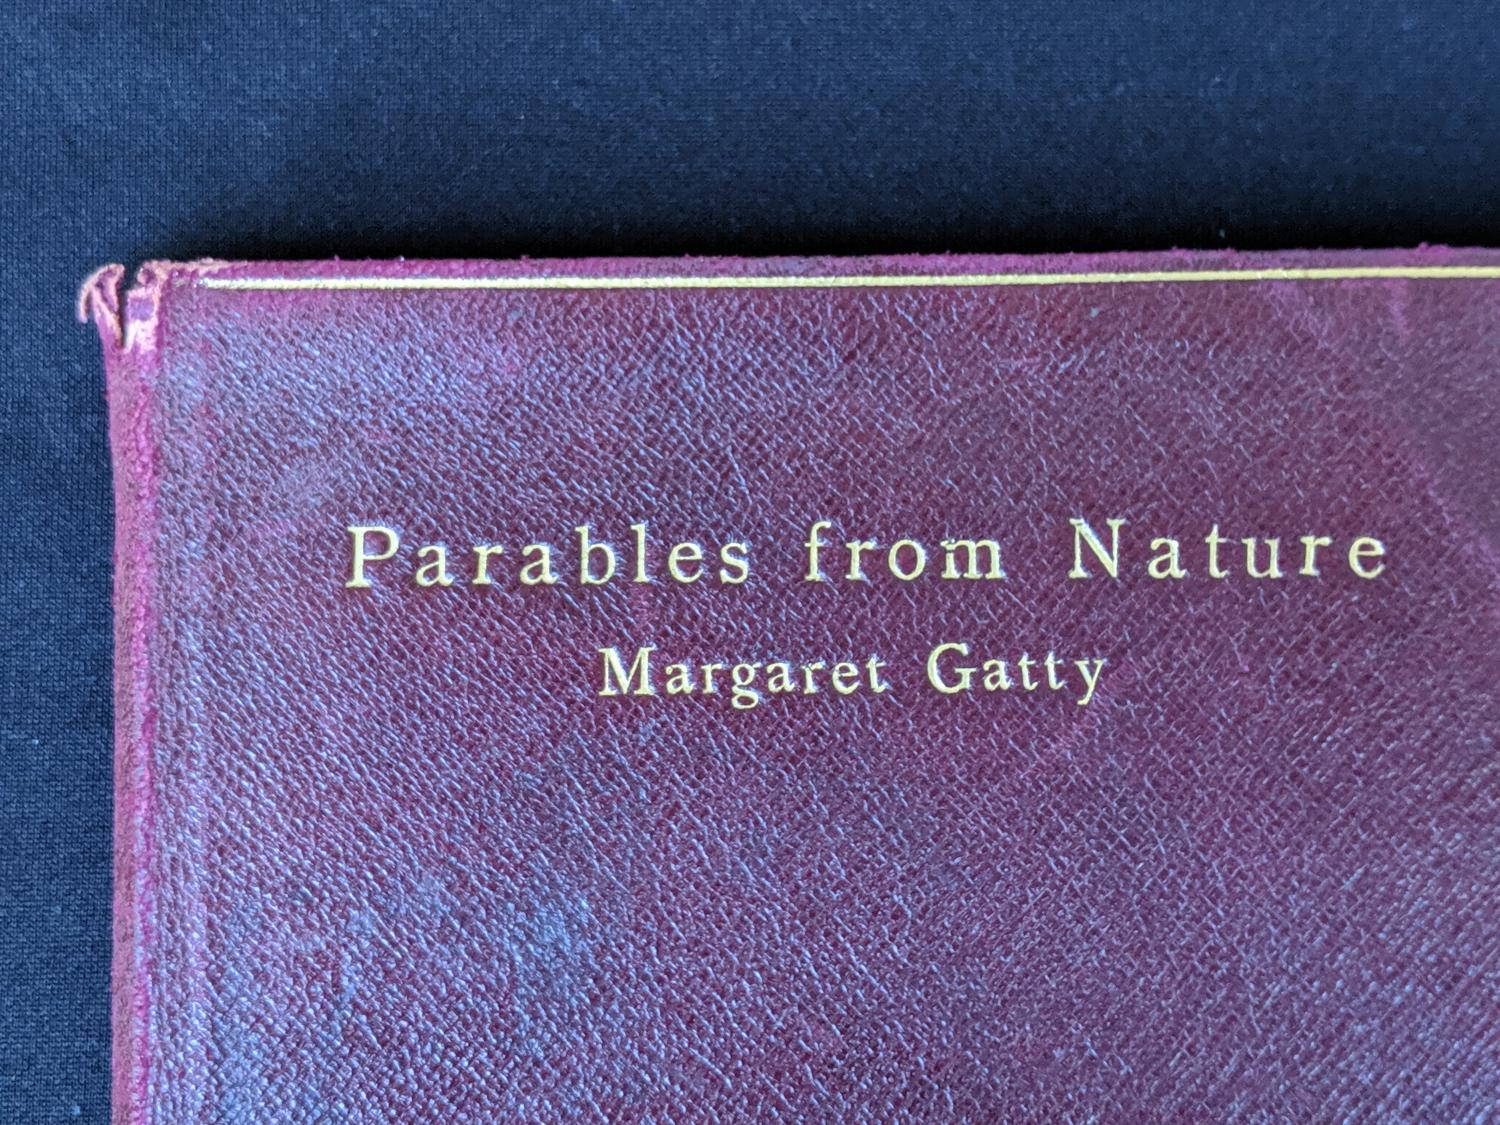 Parables from Nature
Margaret Gatty